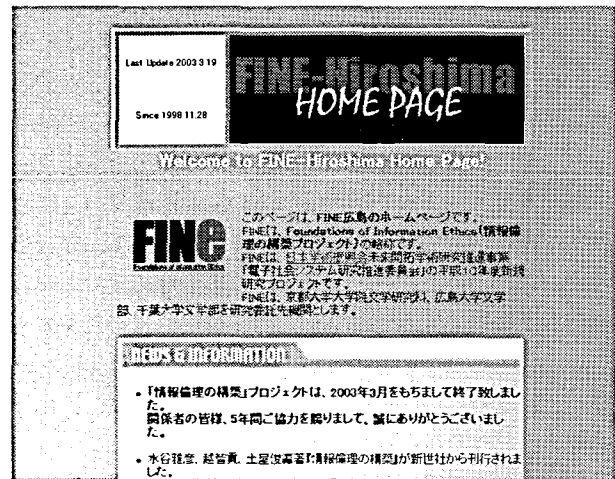 Last Update 2003 3 19
Since 1998 11.28
FINE-Hiroshima
HOME PAGE
Welcome to FINE-Hiroshima Home Page!
FINe
Foundations of Information Ethics
このページは、FINE広島のホームページです。
FINEは、Foundations of Information Ethics(情報倫
理の構築プロジェクト)の略称です。
FINEは、日本学術振興会未来開拓学術研究推進事業
「電子社会システム研究推進委員会」の平成10年度新規
研究プロジェクトです。
FINEは、京都大学大学院文学研究科、広島大学文学
部、千葉大学文学部を研究委託先機関とします。
NEWS & INFORMATION
• 「情報倫理の構築」プロジェクトは、2003年3月をもちまして終了致しまし
た。
関係者の皆様、5年間ご協力を賜りまして、誠にありがとうございまし
た。
• 水谷雅彦、越智貢、土屋俊編著『情報倫理の構築』が新世社から刊行されま
した。